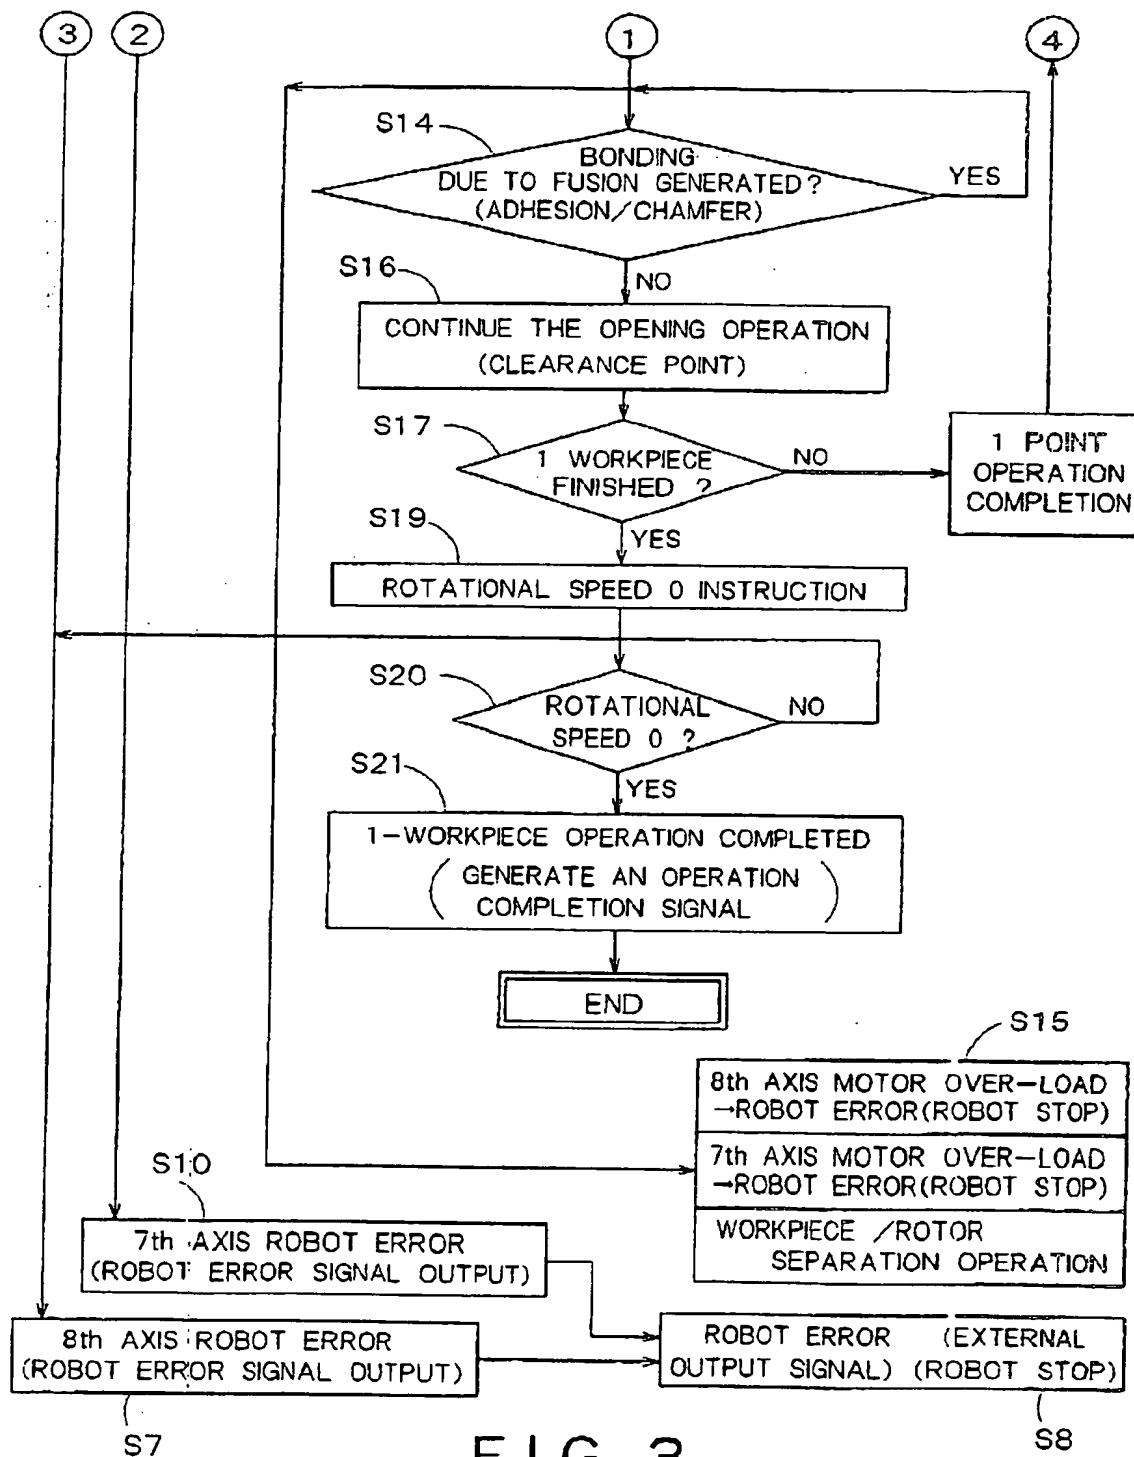 3
2
1
4
S14
BONDING
DUE TO FUSION GENERATED?
(ADHESION/CHAMFER)
YES
NO
S16
CONTINUE THE OPENING OPERATION
(CLEARANCE POINT)
S17
1 WORKPIECE
FINISHED ?
NO
1 POINT
OPERATION
COMPLETION
YES
S19
ROTATIONAL SPEED 0 INSTRUCTION
S20
ROTATIONAL
SPEED 0 ?
NO
YES
S21
1-WORKPIECE OPERATION COMPLETED
(GENERATE AN OPERATION
COMPLETION SIGNAL)
END
S15
8th AXIS MOTOR OVER-LOAD
→ROBOT ERROR(ROBOT STOP)
7th AXIS MOTOR OVER-LOAD
→ROBOT ERROR(ROBOT STOP)
WORKPIECE /ROTOR
SEPARATION OPERATION
S10
7th AXIS ROBOT ERROR
(ROBOT ERROR SIGNAL OUTPUT)
8th AXIS ROBOT ERROR
(ROBOT ERROR SIGNAL OUTPUT)
S7
ROBOT ERROR (EXTERNAL
OUTPUT SIGNAL) (ROBOT STOP)
S8